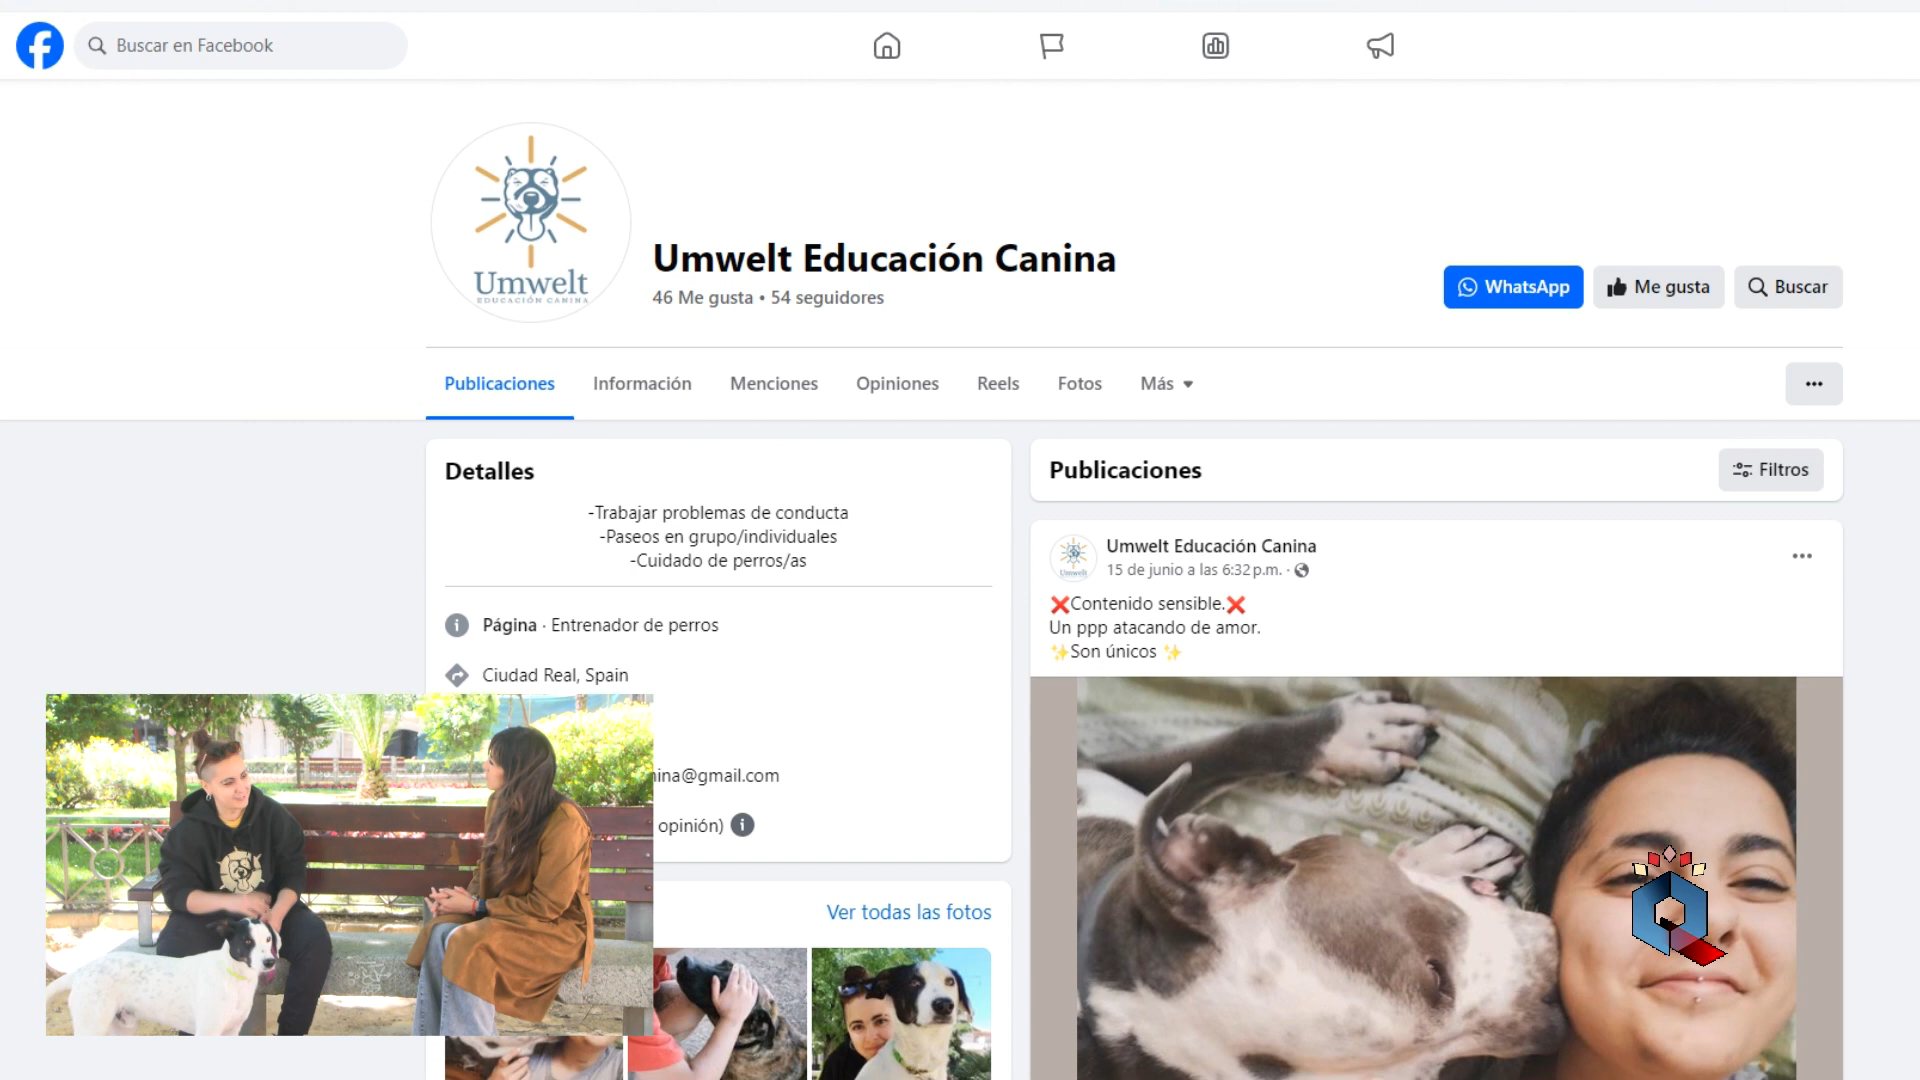 Buscar en Facebook
Umwelt
EDUCACIÓN CANINA
Umwelt Educación Canina
46 Me gusta • 54 seguidores
WhatsApp
Me gusta
Buscar
Publicaciones
Información
Menciones
Opiniones
Reels
Fotos
Más
Detalles
-Trabajar problemas de conducta
-Paseos en grupo/individuales
-Cuidado de perros/as
Página · Entrenador de perros
Ciudad Real, Spain
ina@gmail.com
opinión)
Ver todas las fotos
Publicaciones
Filtros
Umwelt
Umwelt Educación Canina
15 de junio a las 6:32 p.m. ·
❌Contenido sensible.❌
Un ppp atacando de amor.
✨Son únicos ✨